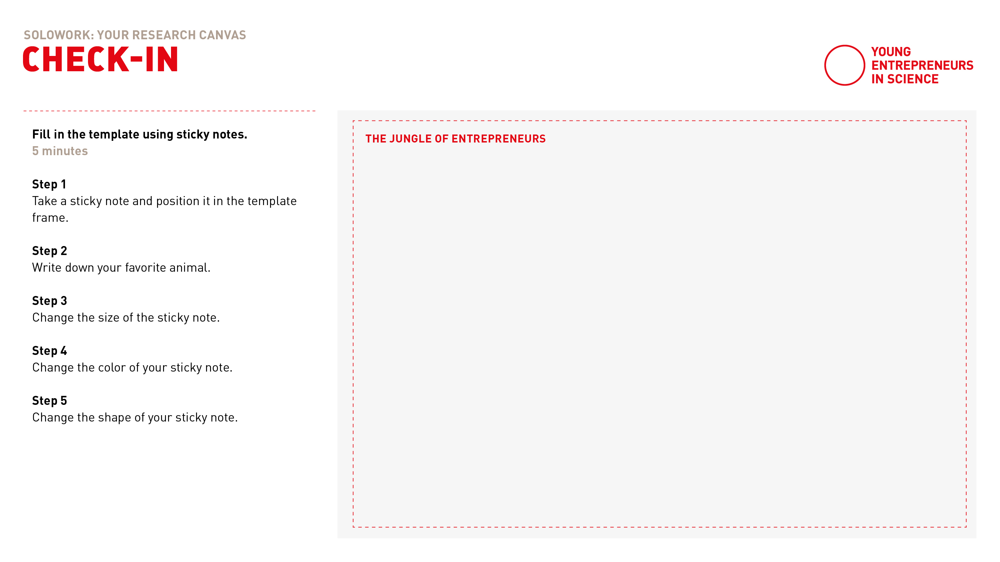 SOLOWORK: YOUR RESEARCH CANVAS
CHECK-IN
YOUNG
ENTREPRENEURS
IN SCIENCE
Fill in the template using sticky notes.
5 minutes
Step 1
Take a sticky note and position it in the template
frame.
Step 2
Write down your favorite animal.
Step 3
Change the size of the sticky note.
Step 4
Change the color of your sticky note.
Step 5
Change the shape of your sticky note.
THE JUNGLE OF ENTREPRENEURS